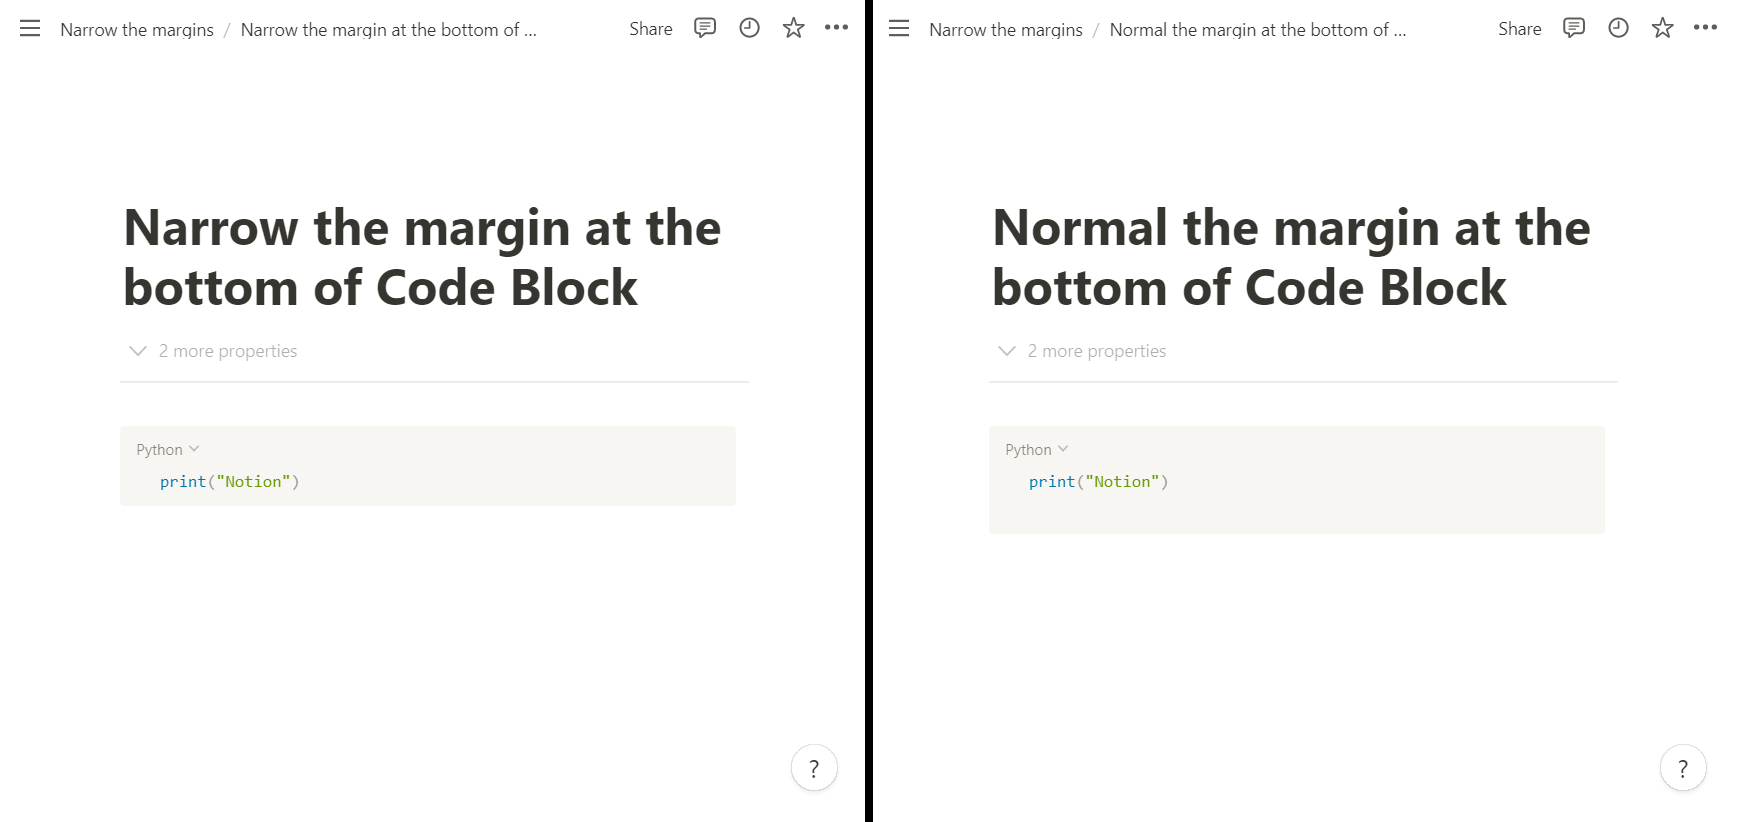 Narrow the margins / Narrow the margin at the bottom of ... Share
Narrow the margin at the
bottom of Code Block
2 more properties
Python
print("Notion")
?
Narrow the margins / Normal the margin at the bottom of ... Share
Normal the margin at the
bottom of Code Block
2 more properties
Python
print("Notion")
?